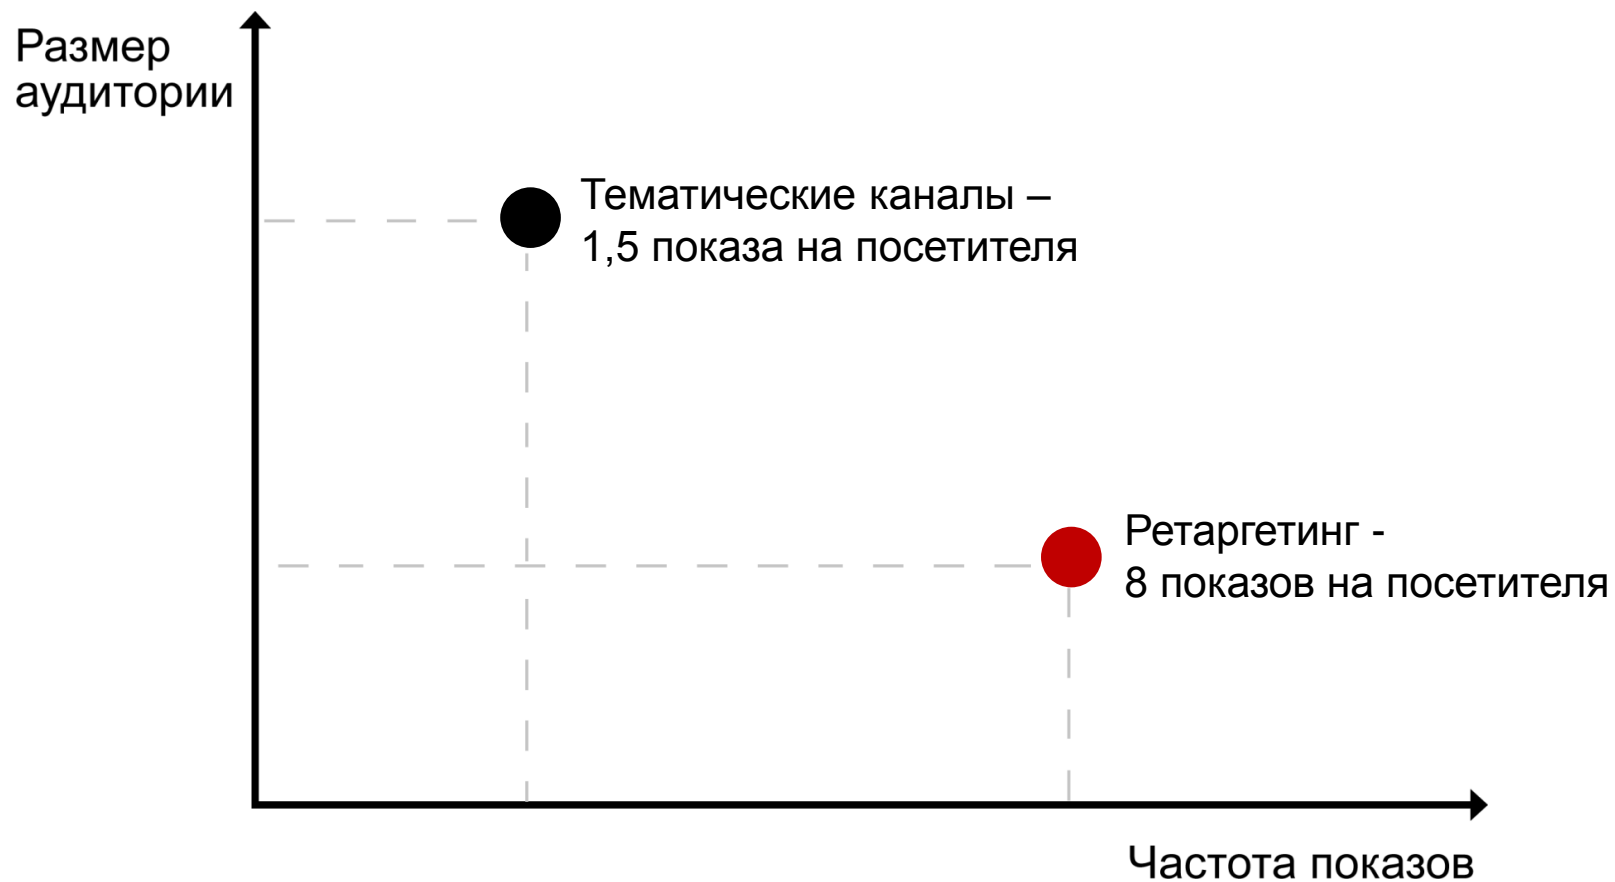 Размер
аудитории
Тематические каналы –
1,5 показа на посетителя
Ретаргетинг -
8 показов на посетителя
Частота показов